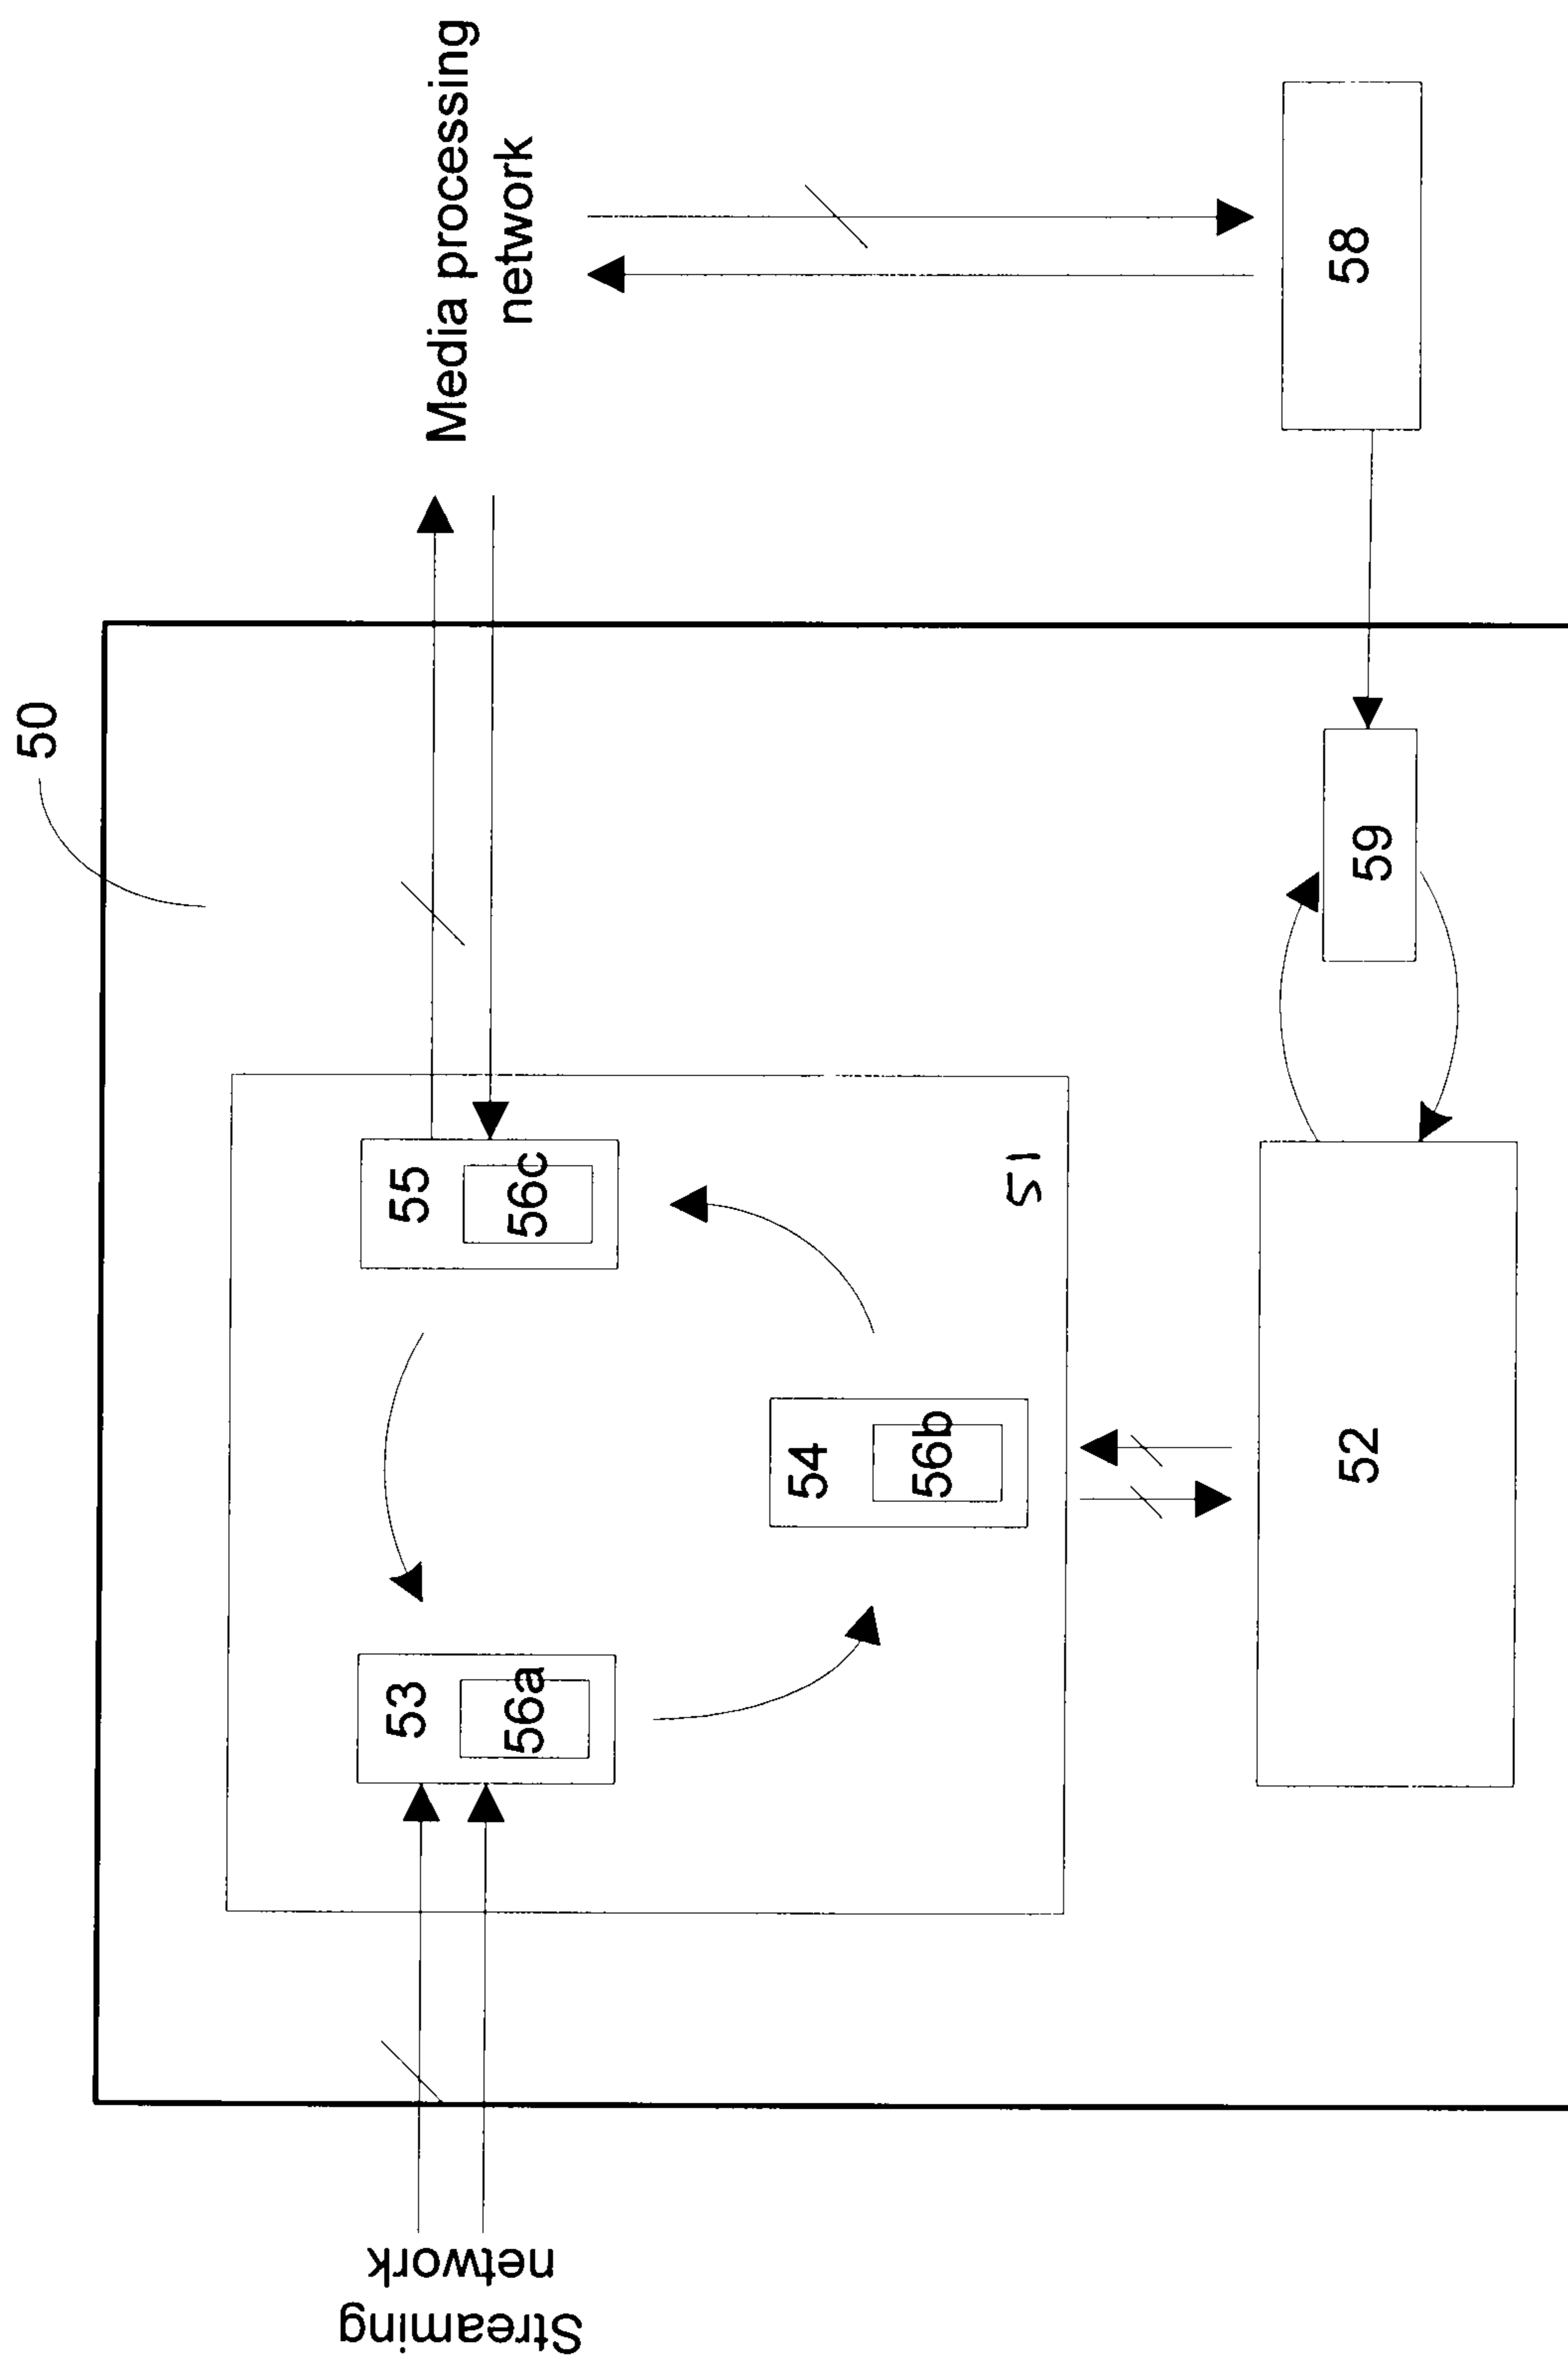 50
Media processing
network
55
56c
53
56a
54
56b
51
59
58
52
Streaming
network